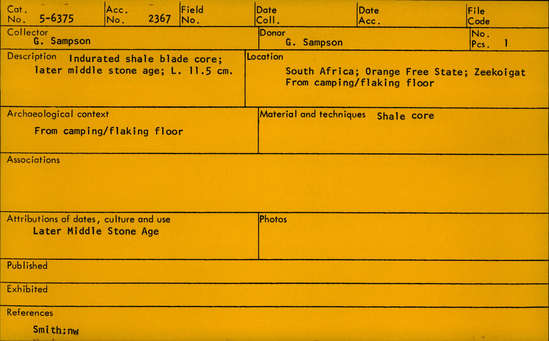 Cat. No. 5-6375 Acc. No. 2367 Field No. Date Coll. Date Acc. File Code
Collector G. Sampson Donor G. Sampson No. Pcs. 1
Description Indurated shale blade core; later middle stone age; L. 11.5 cm.
Location South Africa; Orange Free State; Zeekoigat From camping/flaking floor
Archaeological context
From camping/flaking floor
Material and techniques Shale core
Associations
Attributions of dates, culture and use
Later Middle Stone Age
Photos
Published
Exhibited
References
Smith;nw